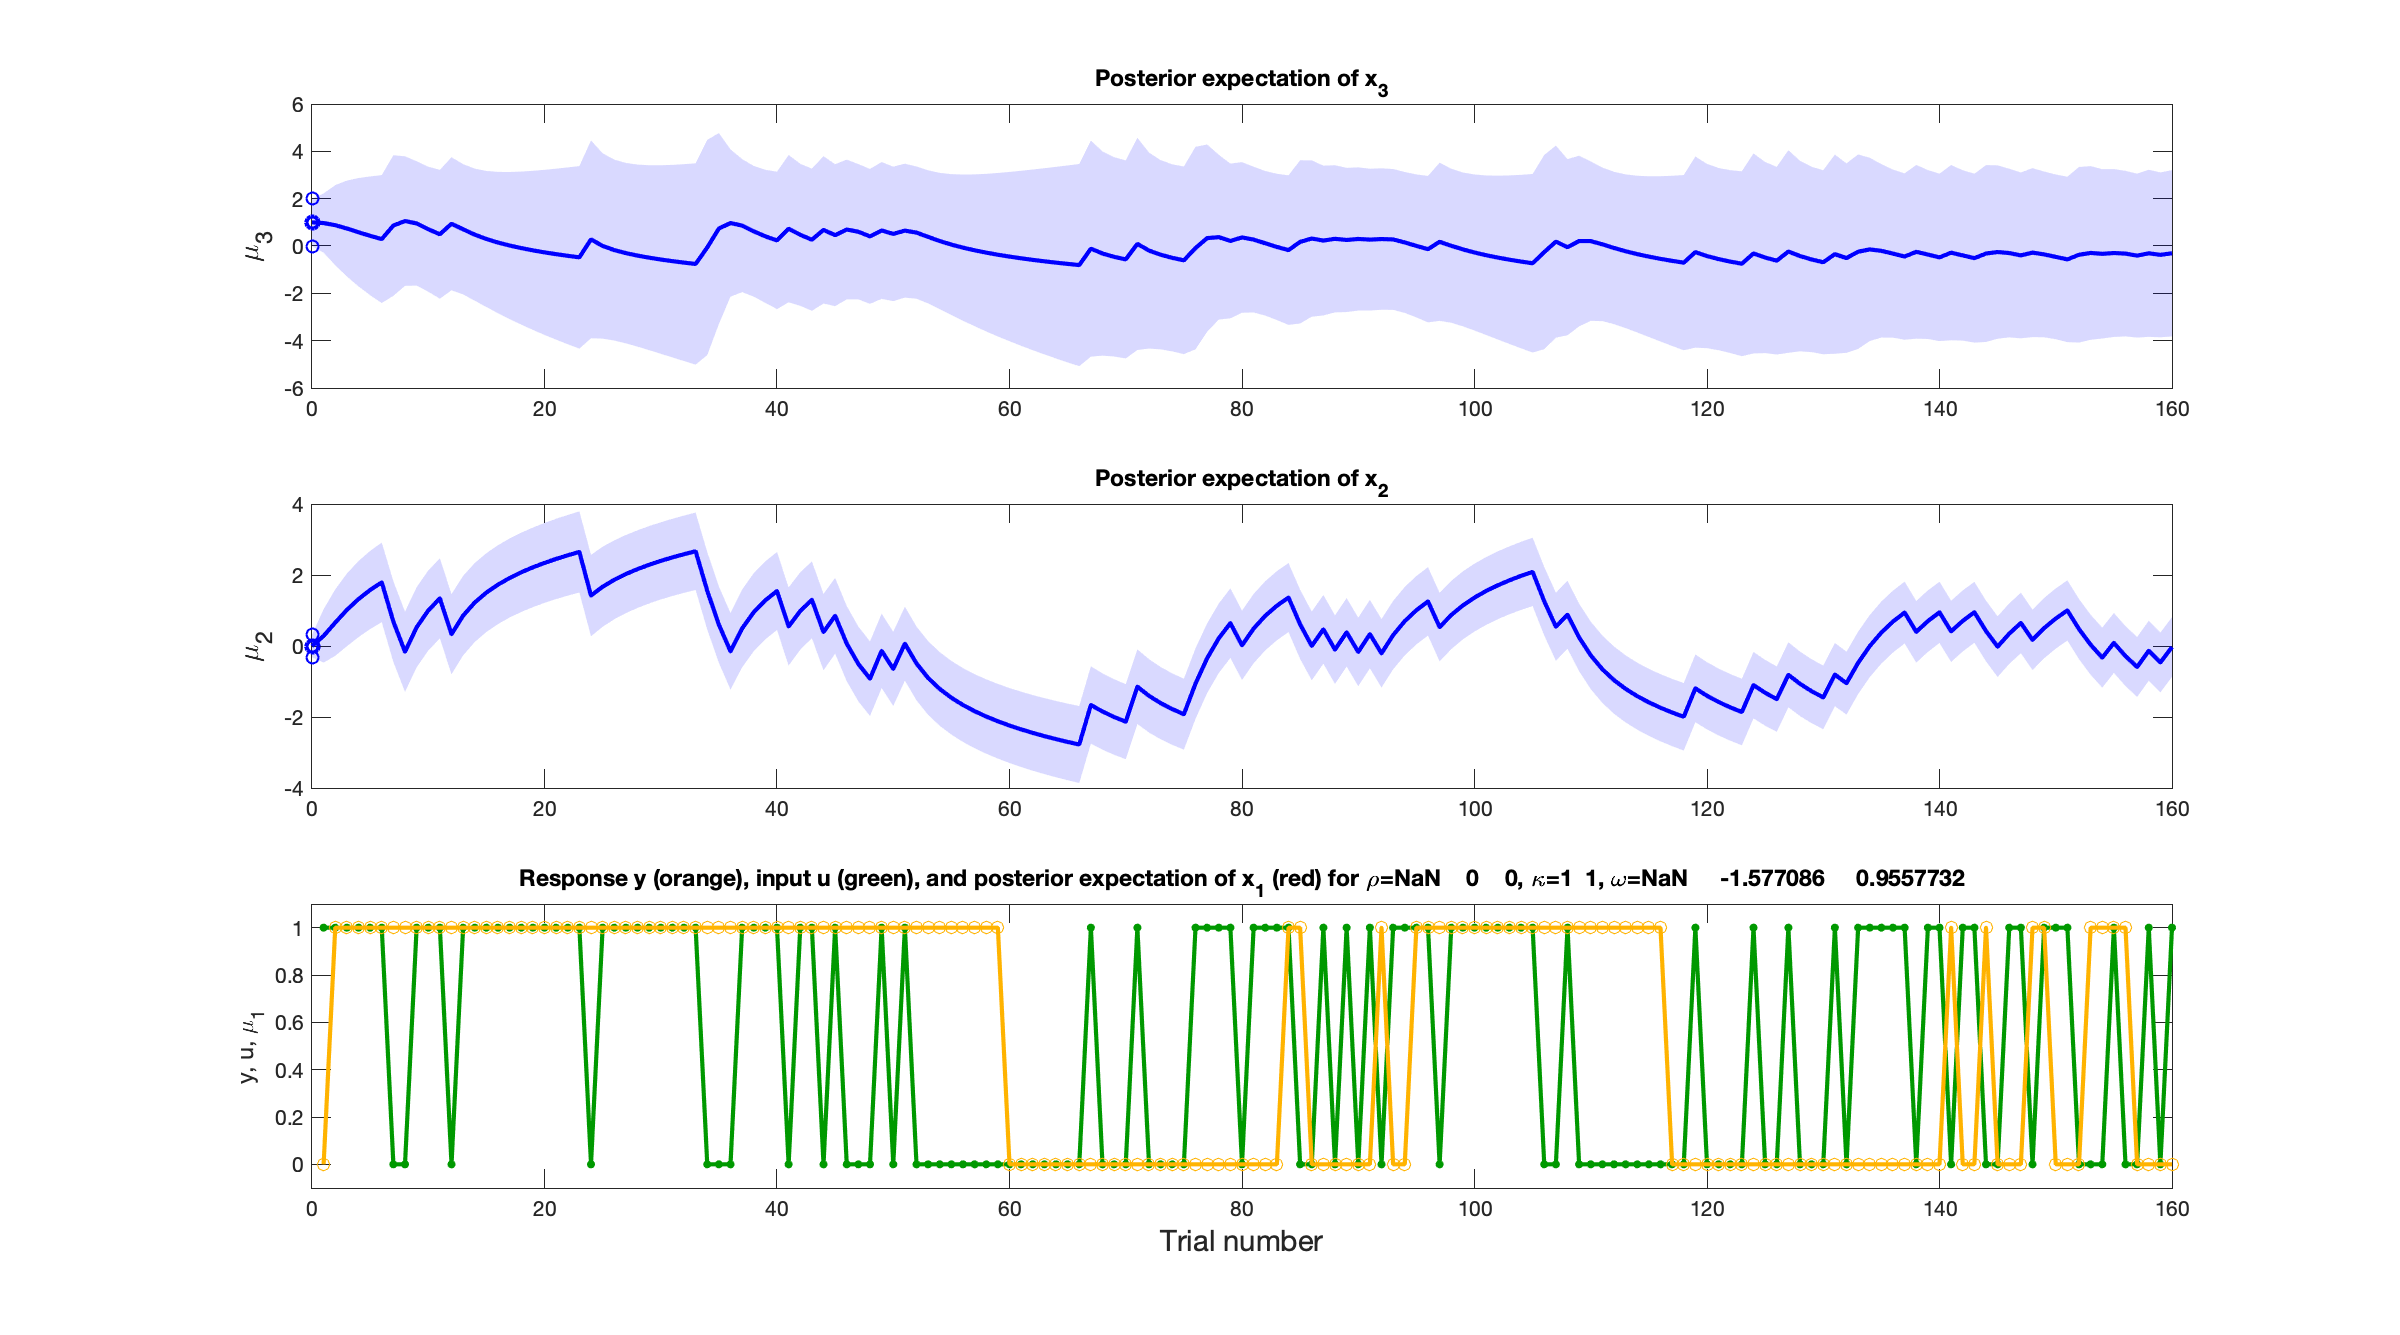 Posterior expectation of x3
6
4
2
0
-2
-4
-6
μ3
0 20 40 60 80 100 120 140 160
Posterior expectation of x2
4
2
0
-2
-4
μ2
0 20 40 60 80 100 120 140 160
Response y (orange), input u (green), and posterior expectation of x1 (red) for ρ=NaN 0 0, κ=1 1, ω=NaN -1.577086 0.9557732
1
0.8
0.6
0.4
0.2
0
y, u, μ1
0 20 40 60 80 100 120 140 160
Trial number